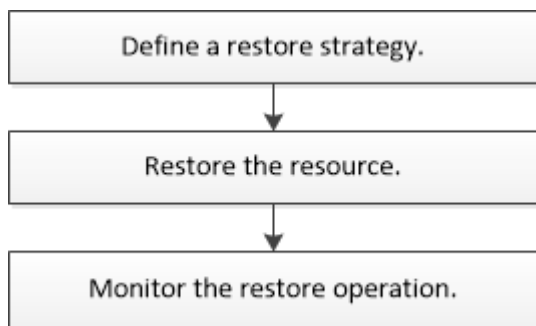 Define a restore strategy.
Restore the resource.
Monitor the restore operation.